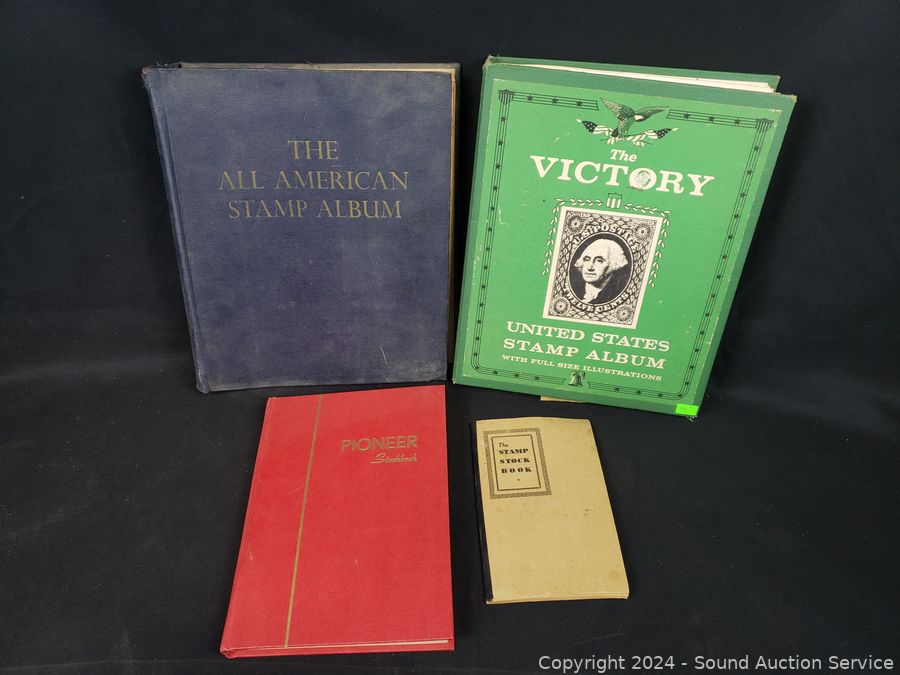 THE
ALL AMERICAN
STAMP ALBUM
The
VICTORY
U.S. POSTAGE
TWELVE CENTS
UNITED STATES
STAMP ALBUM
WITH FULL SIZE ILLUSTRATIONS
PIONEER
Stockbook
The
STAMP
STOCK
BOOK
Copyright 2024 - Sound Auction Service